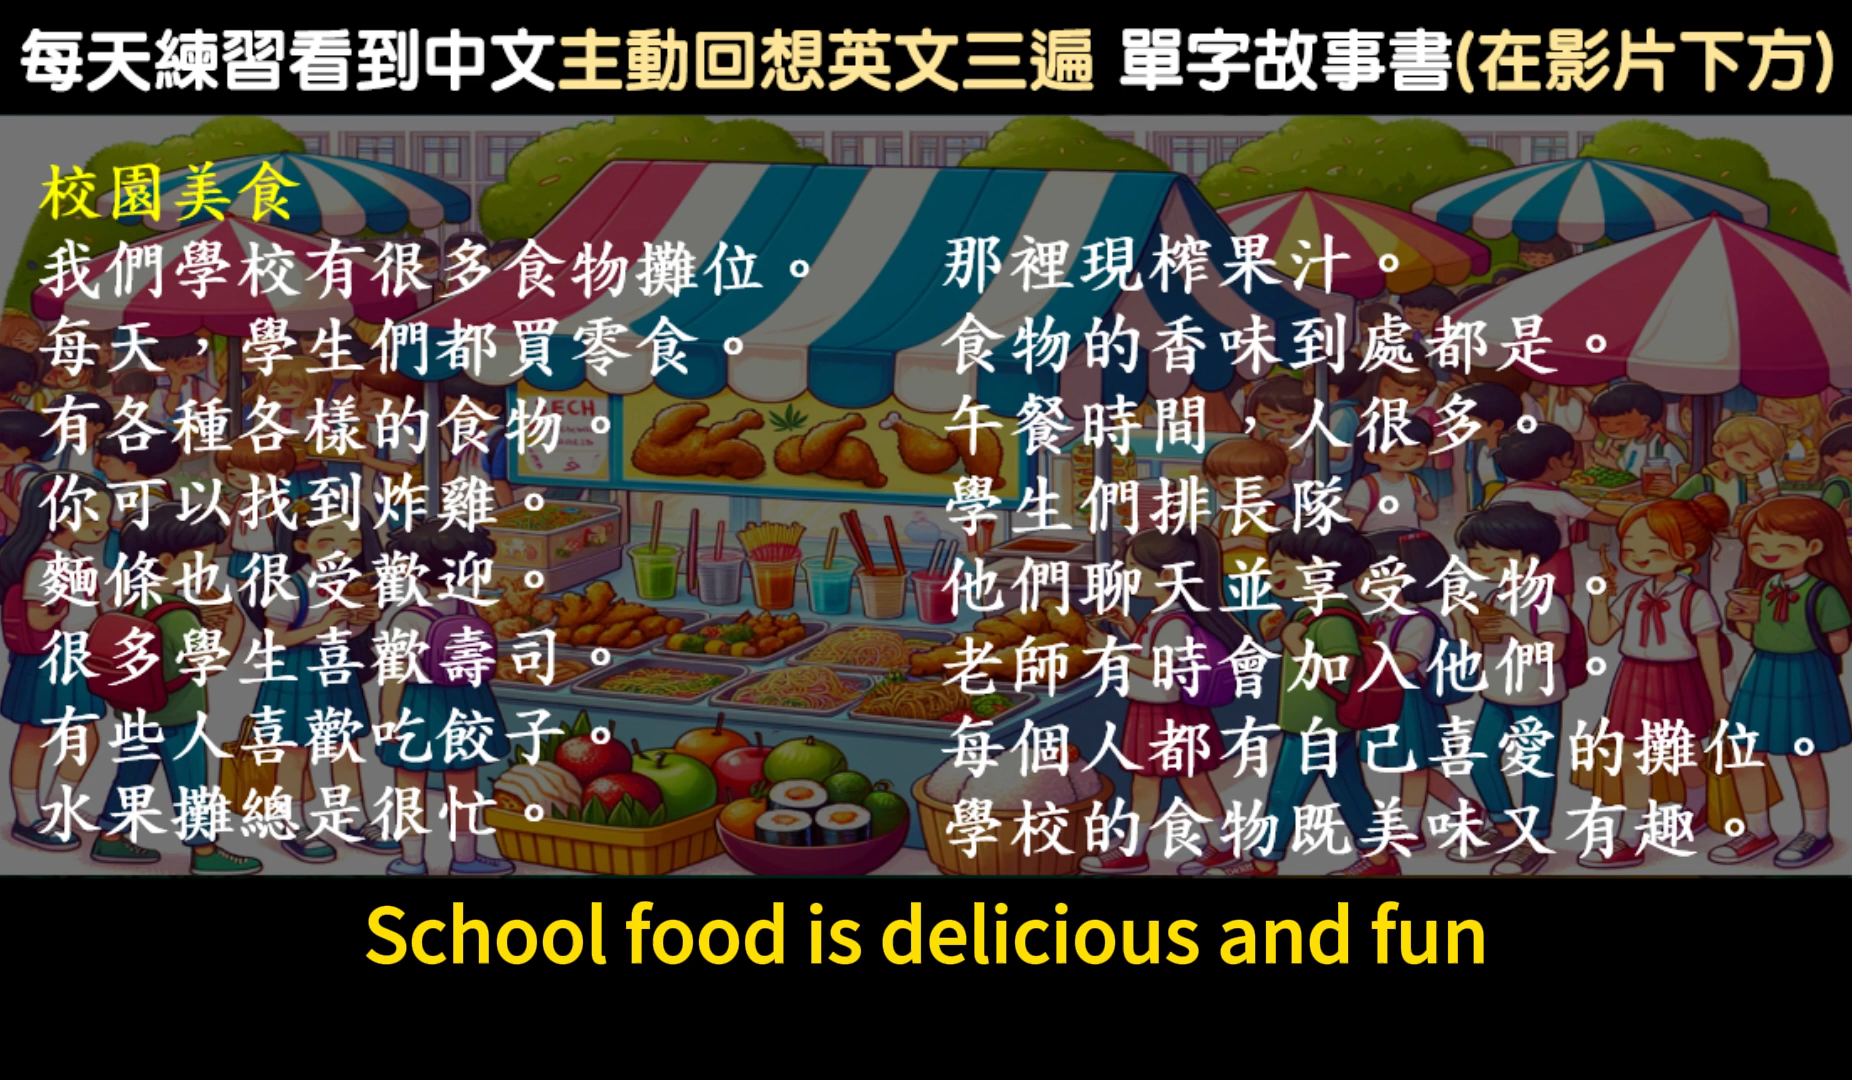 每天練習看到中文主動回想英文三遍 單字故事書(在影片下方)
校園美食
我們學校有很多食物攤位。
每天，學生們都買零食。
有各種各樣的食物。
你可以找到炸雞。
麵條也很受歡迎。
很多學生喜歡壽司。
有些人喜歡吃餃子。
水果攤總是很忙。
那裡現榨果汁。
食物的香味到處都是。
午餐時間，人很多。
學生們排長隊。
他們聊天並享受食物。
老師有時會加入他們。
每個人都有自己喜愛的攤位。
學校的食物既美味又有趣。
School food is delicious and fun